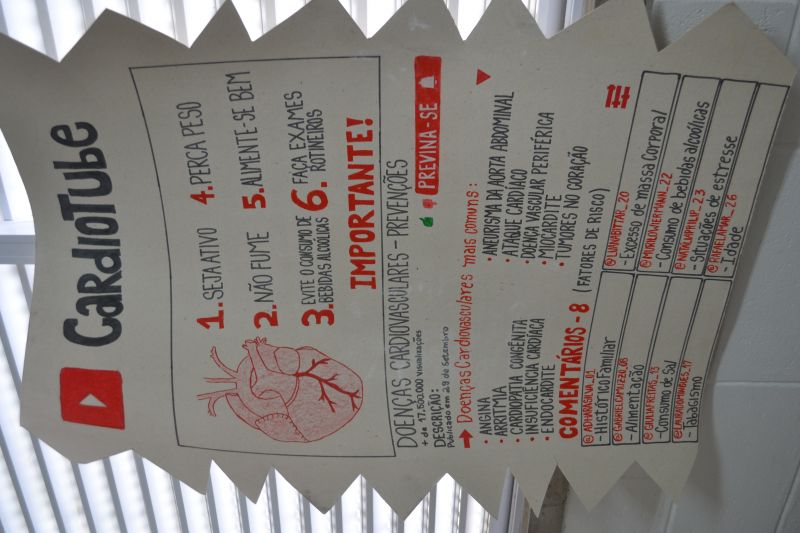 CardioTube
1. SEJA ATIVO
2. NÃO FUME
3. EVITE O CONSUMO DE
BEBIDAS ALCOÓLICAS
4. PERCA PESO
5. ALIMENTE-SE BEM
6. FAÇA EXAMES
ROTINEIROS
IMPORTANTE!
DOENÇAS CARDIOVASCULARES - PREVENÇÕES
+ de 17.500.000 visualizações
PREVINA-SE
DESCRIÇÃO:
Publicado em 29 de Setembro
Doenças Cardiovasculares mais comuns:
• ANGINA
• ARRITMIA
• CARDIOPATIA CONGÊNITA
• INSUFICIÊNCIA CARDÍACA
• ENDOCARDITE
• ANEURISMA DA AORTA ABDOMINAL
• ATAQUE CARDÍACO
• DOENÇA VASCULAR PERIFÉRICA
• MIOCARDITE
• TUMORES NO CORAÇÃO
COMENTÁRIOS - 8 (FATORES DE RISCO)
- Histórico Familiar
- Alimentação
- Consumo de Sal
- Tabagismo
@LUANABITTAR_20
- Excesso de massa Corporal
- Consumo de bebidas alcoólicas
- Situações de estresse
- Idade